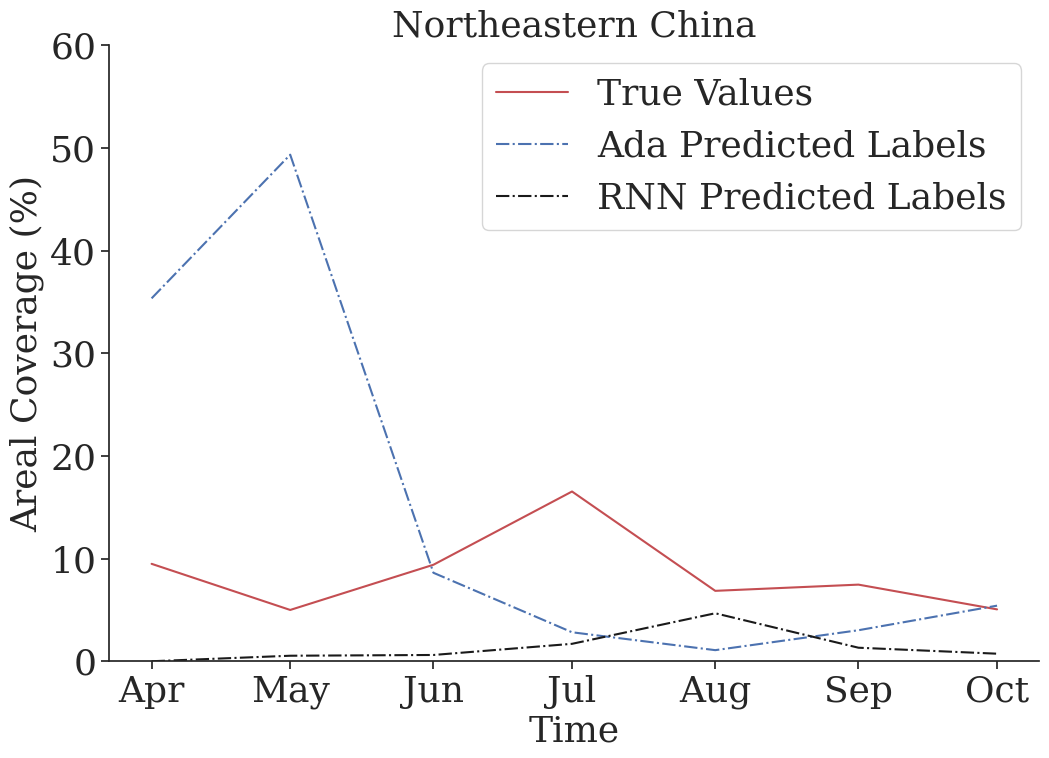 Northeastern China
True Values
Ada Predicted Labels
RNN Predicted Labels
Areal Coverage (%)
60
50
40
30
20
10
0
Apr May Jun Jul Aug Sep Oct
Time